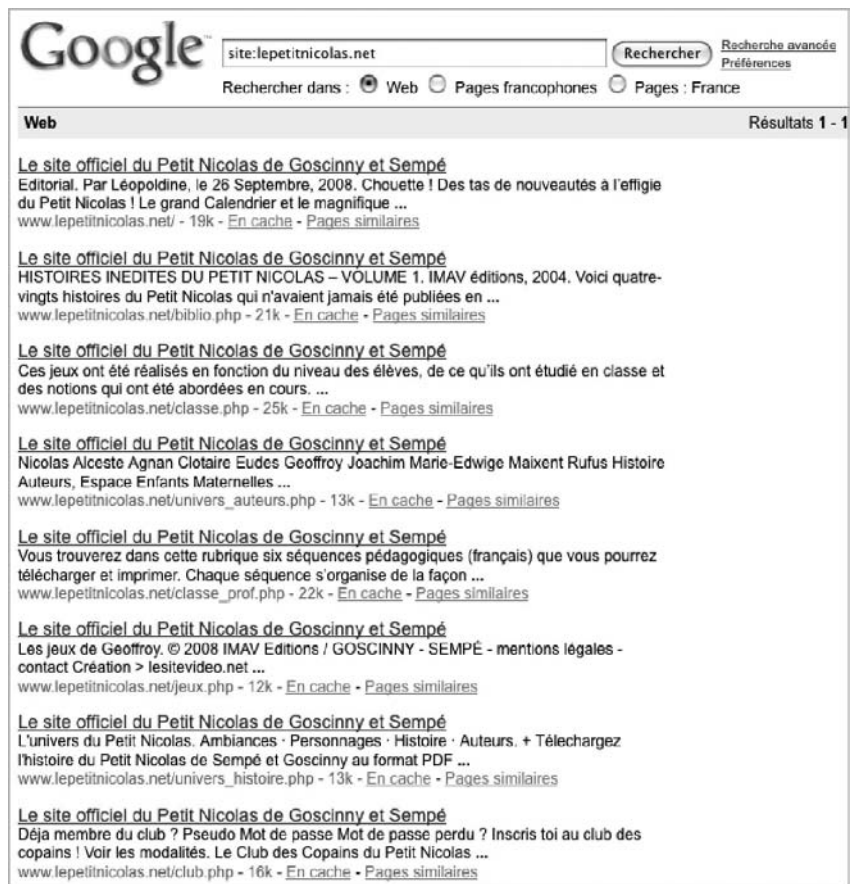 Google™
site:lepetitnicolas.net
Rechercher
Recherche avancée
Préférences
Rechercher dans : Web Pages francophones Pages : France
Web Résultats 1 - 1
Le site officiel du Petit Nicolas de Goscinny et Sempé
Editorial. Par Léopoldine, le 26 Septembre, 2008. Chouette ! Des tas de nouveautés à l'effigie
du Petit Nicolas ! Le grand Calendrier et le magnifique ...
www.lepetitnicolas.net/ - 19k - En cache - Pages similaires
Le site officiel du Petit Nicolas de Goscinny et Sempé
HISTOIRES INEDITES DU PETIT NICOLAS – VOLUME 1. IMAV éditions, 2004. Voici quatre-
vingts histoires du Petit Nicolas qui n'avaient jamais été publiées en ...
www.lepetitnicolas.net/biblio.php - 21k - En cache - Pages similaires
Le site officiel du Petit Nicolas de Goscinny et Sempé
Ces jeux ont été réalisés en fonction du niveau des élèves, de ce qu'ils ont étudié en classe et
des notions qui ont été abordées en cours. ...
www.lepetitnicolas.net/classe.php - 25k - En cache - Pages similaires
Le site officiel du Petit Nicolas de Goscinny et Sempé
Nicolas Alceste Agnan Clotaire Eudes Geoffroy Joachim Marie-Edwige Maixent Rufus Histoire
Auteurs, Espace Enfants Maternelles ...
www.lepetitnicolas.net/univers_auteurs.php - 13k - En cache - Pages similaires
Le site officiel du Petit Nicolas de Goscinny et Sempé
Vous trouverez dans cette rubrique six séquences pédagogiques (français) que vous pourrez
télécharger et imprimer. Chaque séquence s'organise de la façon ...
www.lepetitnicolas.net/classe_prof.php - 22k - En cache - Pages similaires
Le site officiel du Petit Nicolas de Goscinny et Sempé
Les jeux de Geoffroy. © 2008 IMAV Editions / GOSCINNY - SEMPÉ - mentions légales -
contact Création > lesitevideo.net ...
www.lepetitnicolas.net/jeux.php - 12k - En cache - Pages similaires
Le site officiel du Petit Nicolas de Goscinny et Sempé
L'univers du Petit Nicolas. Ambiances · Personnages · Histoire · Auteurs. + Télechargez
l'histoire du Petit Nicolas de Sempé et Goscinny au format PDF ...
www.lepetitnicolas.net/univers_histoire.php - 13k - En cache - Pages similaires
Le site officiel du Petit Nicolas de Goscinny et Sempé
Déja membre du club ? Pseudo Mot de passe Mot de passe perdu ? Inscris toi au club des
copains ! Voir les modalités. Le Club des Copains du Petit Nicolas ...
www.lepetitnicolas.net/club.php - 16k - En cache - Pages similaires